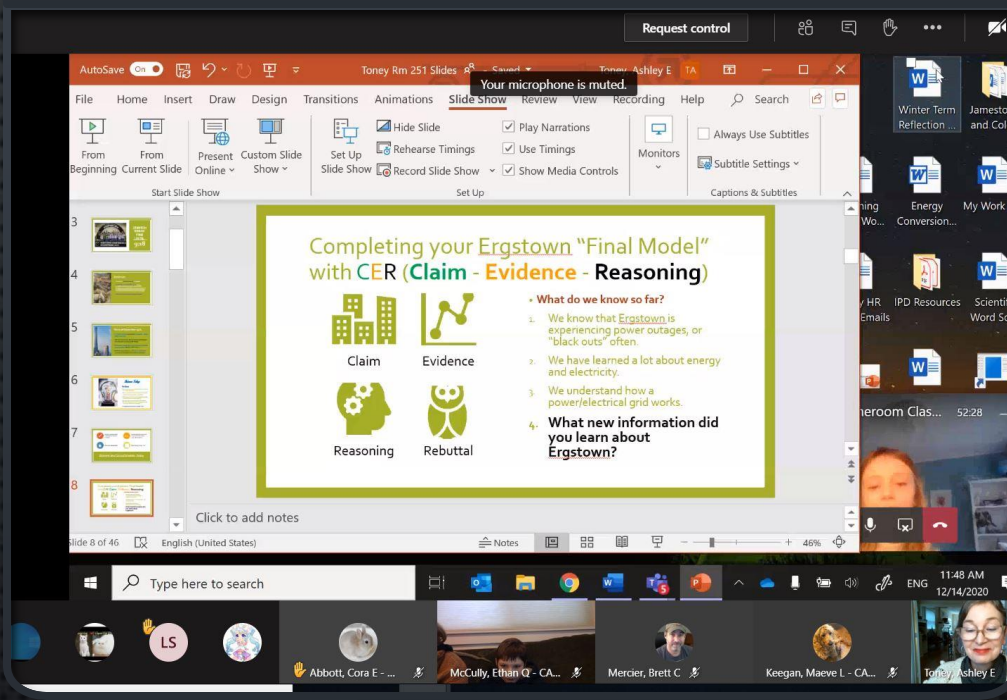 Request control
AutoSave On
Toney Rm 251 Slides
Saved
Toney, Ashley E
TA
Your microphone is muted.
File Home Insert Draw Design Transitions Animations Slide Show Review View Recording Help Search
From Beginning
From Current Slide
Present Online
Custom Slide Show
Start Slide Show
Set Up Slide Show
Hide Slide
Rehearse Timings
Record Slide Show
Play Narrations
Use Timings
Show Media Controls
Set Up
Monitors
Always Use Subtitles
Subtitle Settings
Captions & Subtitles
3
4
5
6
7
8
Completing your Ergstown “Final Model”
with CER (Claim - Evidence - Reasoning)
Claim
Evidence
Reasoning
Rebuttal
• What do we know so far?
1. We know that Ergstown is
experiencing power outages, or
“black outs” often.
2. We have learned a lot about energy
and electricity.
3. We understand how a
power/electrical grid works.
4. What new information did
you learn about
Ergstown?
Click to add notes
Slide 8 of 46
English (United States)
Notes
46%
Winter Term
Reflection ...
Energy
Conversion...
My Work
HR
Emails
IPD Resources
Word
52:28
Type here to search
ENG
11:48 AM
12/14/2020
LS
Abbott, Cora E - ...
McCully, Ethan Q - CA...
Mercier, Brett C
Keegan, Maeve L - CA...
Toney, Ashley E